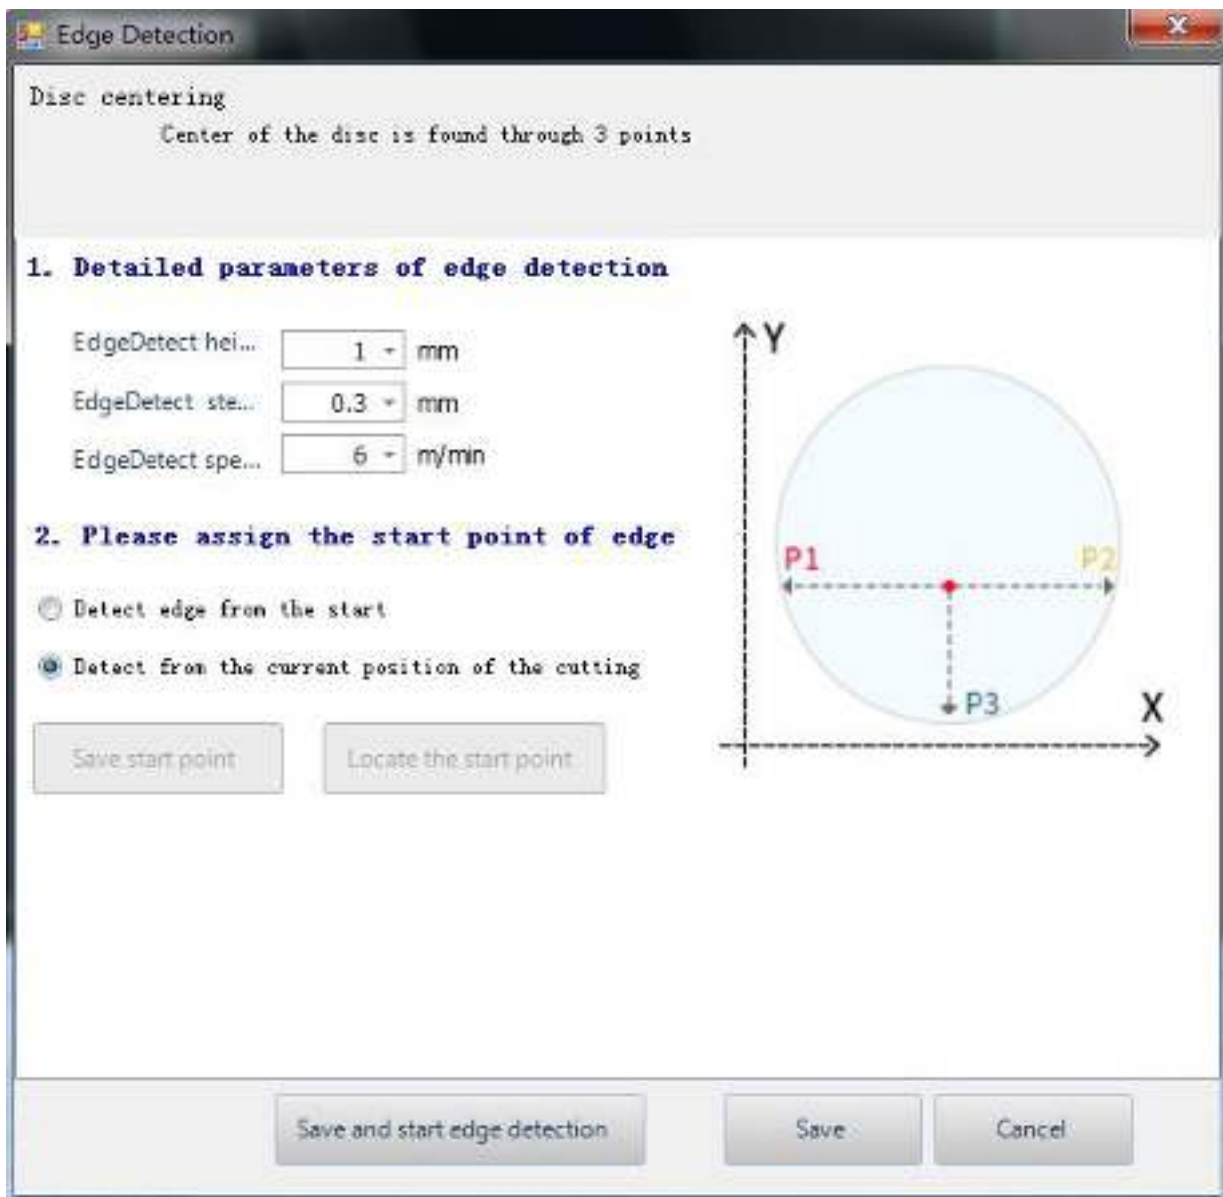 Edge Detection
Disc centering
Center of the disc is found through 3 points
1. Detailed parameters of edge detection
EdgeDetect hei... 1 mm
EdgeDetect ste... 0.3 mm
EdgeDetect spe... 6 m/min
2. Please assign the start point of edge
Detect edge from the start
Detect from the current position of the cutting
Save start point Locate the start point
Y
P1 P2
P3
X
Save and start edge detection Save Cancel